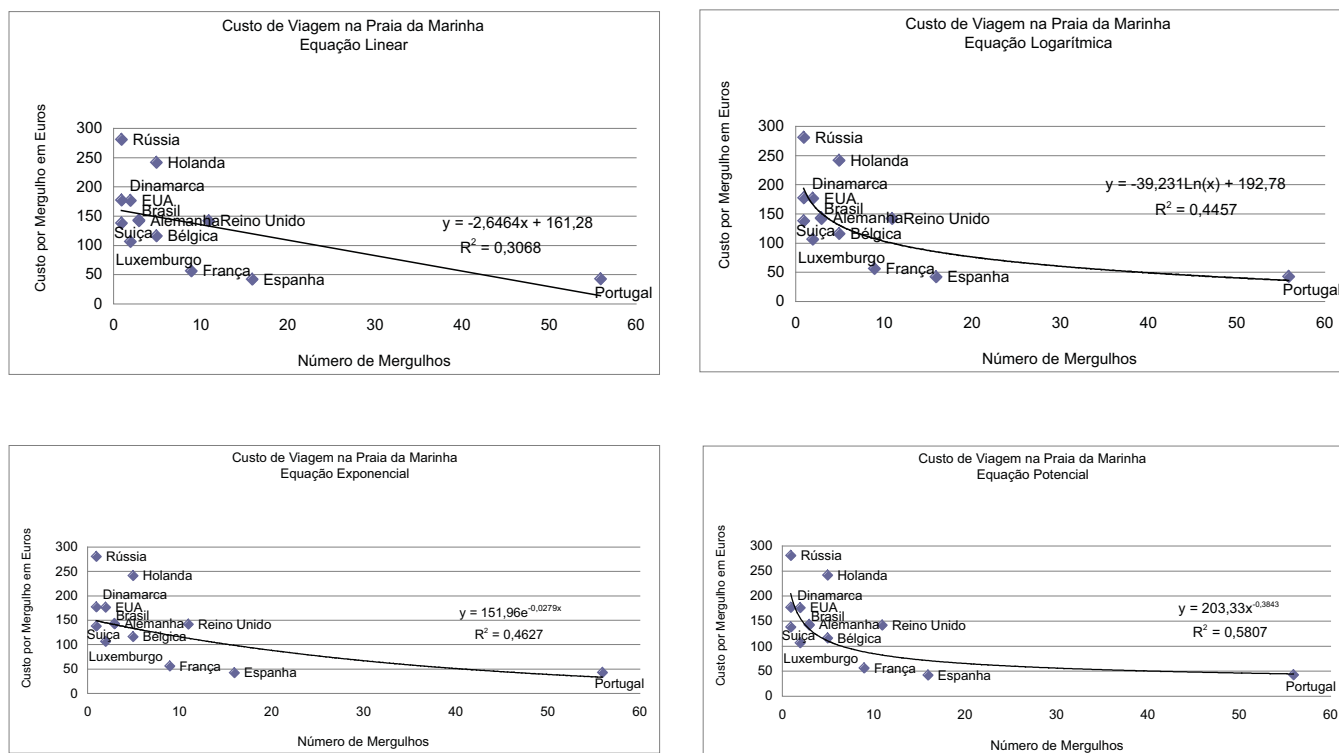 Custo de Viagem na Praia da Marinha
Equação Linear
Custo por Mergulho em Euros
300
250
200
150
100
50
0
Rússia
Holanda
Dinamarca
EUA
Brasil
Alemanha
Reino Unido
Suiça
Bélgica
Luxemburgo
França
Espanha
Portugal
y = -2,6464x + 161,28
R² = 0,3068
0 10 20 30 40 50 60
Número de Mergulhos
Custo de Viagem na Praia da Marinha
Equação Logarítmica
Custo por Mergulho em Euros
300
250
200
150
100
50
0
Rússia
Holanda
Dinamarca
EUA
Brasil
Alemanha
Reino Unido
Suiça
Bélgica
Luxemburgo
França
Espanha
Portugal
y = -39,231Ln(x) + 192,78
R² = 0,4457
0 10 20 30 40 50 60
Número de Mergulhos
Custo de Viagem na Praia da Marinha
Equação Exponencial
Custo por Mergulho em Euros
300
250
200
150
100
50
0
Rússia
Holanda
Dinamarca
EUA
Brasil
Alemanha
Reino Unido
Suiça
Bélgica
Luxemburgo
França
Espanha
Portugal
y = 151,96e^-0,0279x
R² = 0,4627
0 10 20 30 40 50 60
Número de Mergulhos
Custo de Viagem na Praia da Marinha
Equação Potencial
Custo por Mergulho em Euros
300
250
200
150
100
50
0
Rússia
Holanda
Dinamarca
EUA
Brasil
Alemanha
Reino Unido
Suiça
Bélgica
Luxemburgo
França
Espanha
Portugal
y = 203,33x^-0,3843
R² = 0,5807
0 10 20 30 40 50 60
Número de Mergulhos